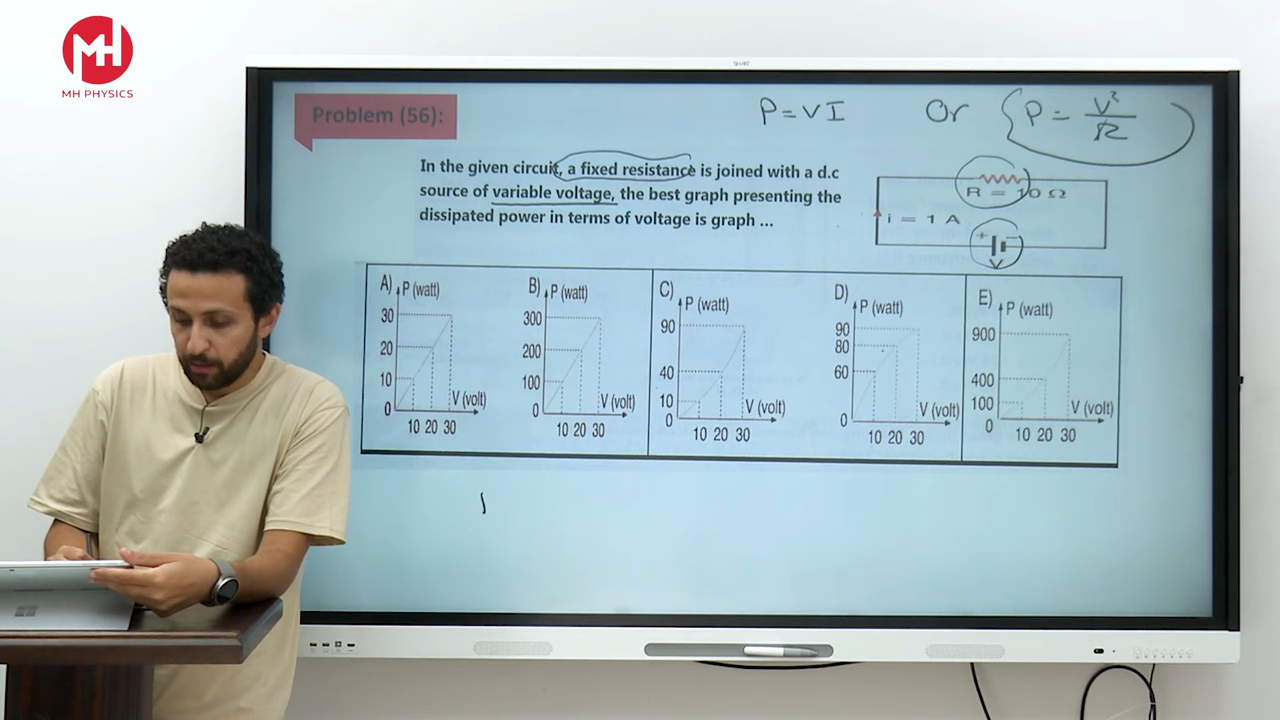 MH
MH PHYSICS
SMART
Problem (56):
P = VI Or P = V²/R
In the given circuit, a fixed resistance is joined with a d.c
source of variable voltage, the best graph presenting the
dissipated power in terms of voltage is graph ...
R = 10 Ω
i = 1 A
+ −
V
A) P (watt)
30
20
10
0
V (volt)
10 20 30
B) P (watt)
300
200
100
0
V (volt)
10 20 30
C) P (watt)
90
40
10
0
V (volt)
10 20 30
D) P (watt)
90
80
60
0
V (volt)
10 20 30
E) P (watt)
900
400
100
0
V (volt)
10 20 30